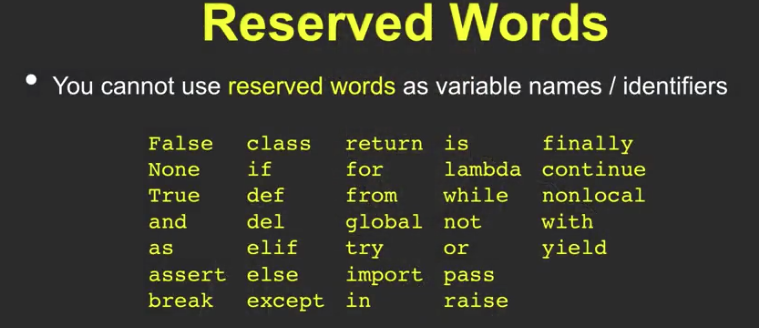 Reserved Words
• You cannot use reserved words as variable names / identifiers
False class return is finally
None if for lambda continue
True def from while nonlocal
and del global not with
as elif try or yield
assert else import pass
break except in raise